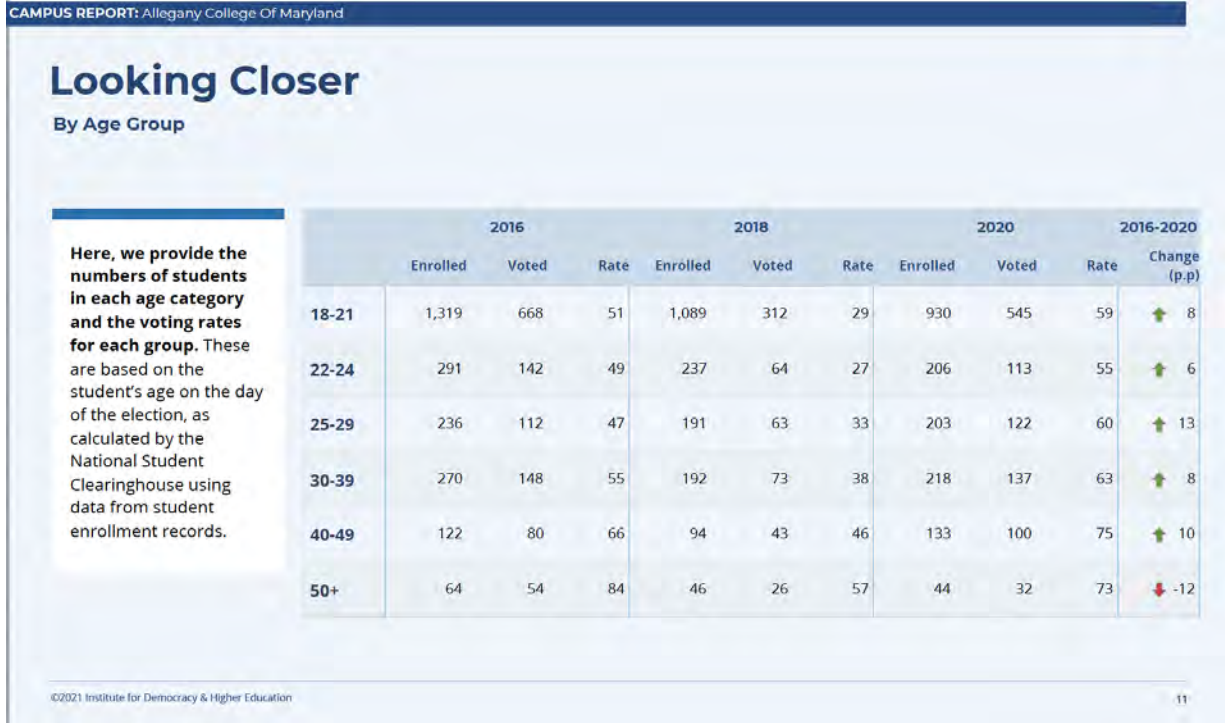 CAMPUS REPORT: Allegany College Of Maryland
Looking Closer
By Age Group
Here, we provide the
numbers of students
in each age category
and the voting rates
for each group. These
are based on the
student's age on the day
of the election, as
calculated by the
National Student
Clearinghouse using
data from student
enrollment records.
2016 2018 2020 2016-2020
Enrolled Voted Rate Enrolled Voted Rate Enrolled Voted Rate Change
(p.p)
18-21 1,319 668 51 1,089 312 29 930 545 59 8
22-24 291 142 49 237 64 27 206 113 55 6
25-29 236 112 47 191 63 33 203 122 60 13
30-39 270 148 55 192 73 38 218 137 63 8
40-49 122 80 66 94 43 46 133 100 75 10
50+ 64 54 84 46 26 57 44 32 73 -12
©2021 Institute for Democracy & Higher Education 11